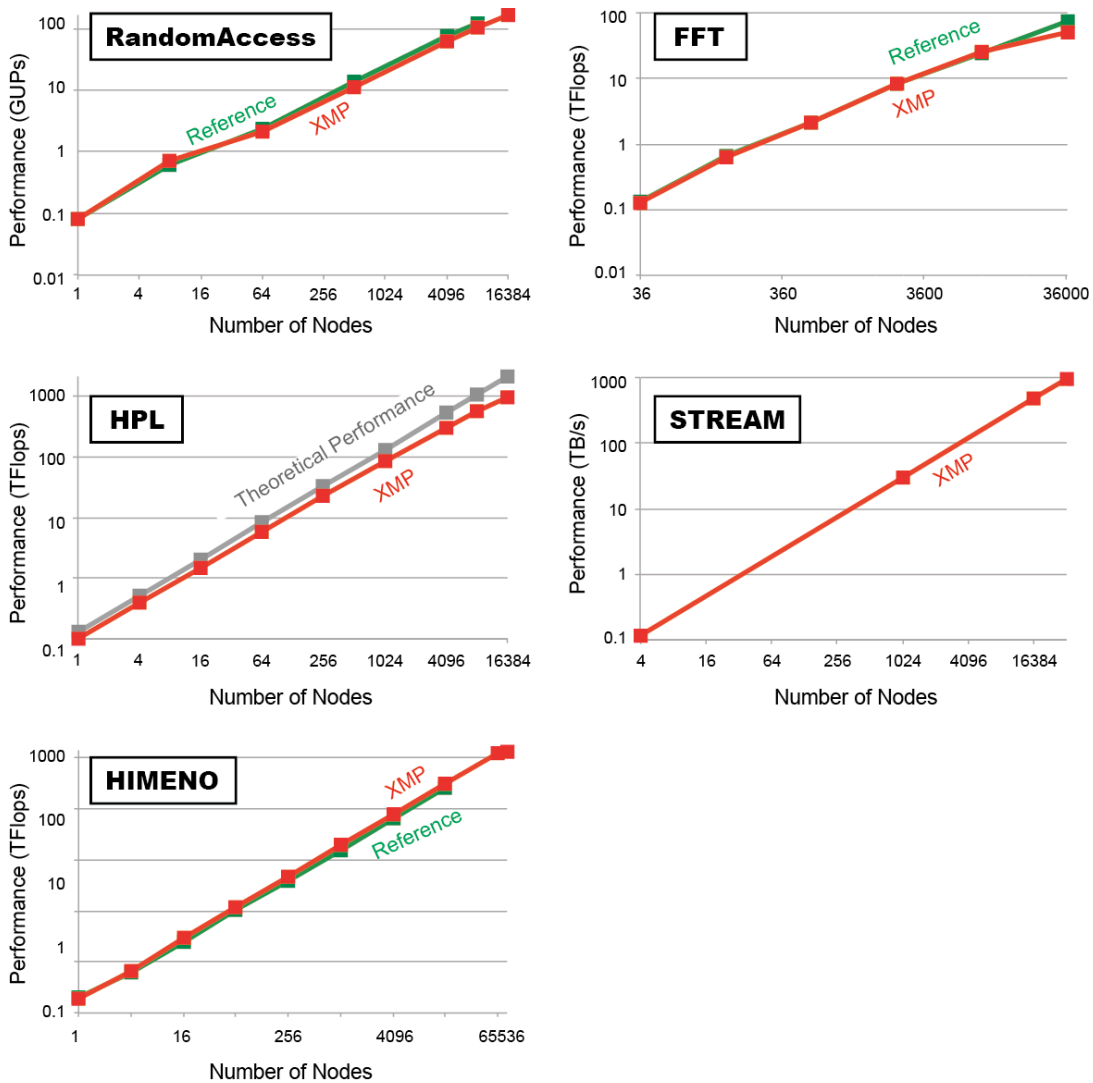 RandomAccess
Performance (GUPs)
100
10
1
0.1
0.01
Reference
XMP
1 4 16 64 256 1024 4096 16384
Number of Nodes
FFT
Performance (TFlops)
100
10
1
0.1
0.01
Reference
XMP
36 360 3600 36000
Number of Nodes
HPL
Performance (TFlops)
1000
100
10
1
0.1
Theoretical Performance
XMP
1 4 16 64 256 1024 4096 16384
Number of Nodes
STREAM
Performance (TB/s)
1000
100
10
1
0.1
XMP
4 16 64 256 1024 4096 16384
Number of Nodes
HIMENO
Performance (TFlops)
1000
100
10
1
0.1
XMP
Reference
1 16 256 4096 65536
Number of Nodes